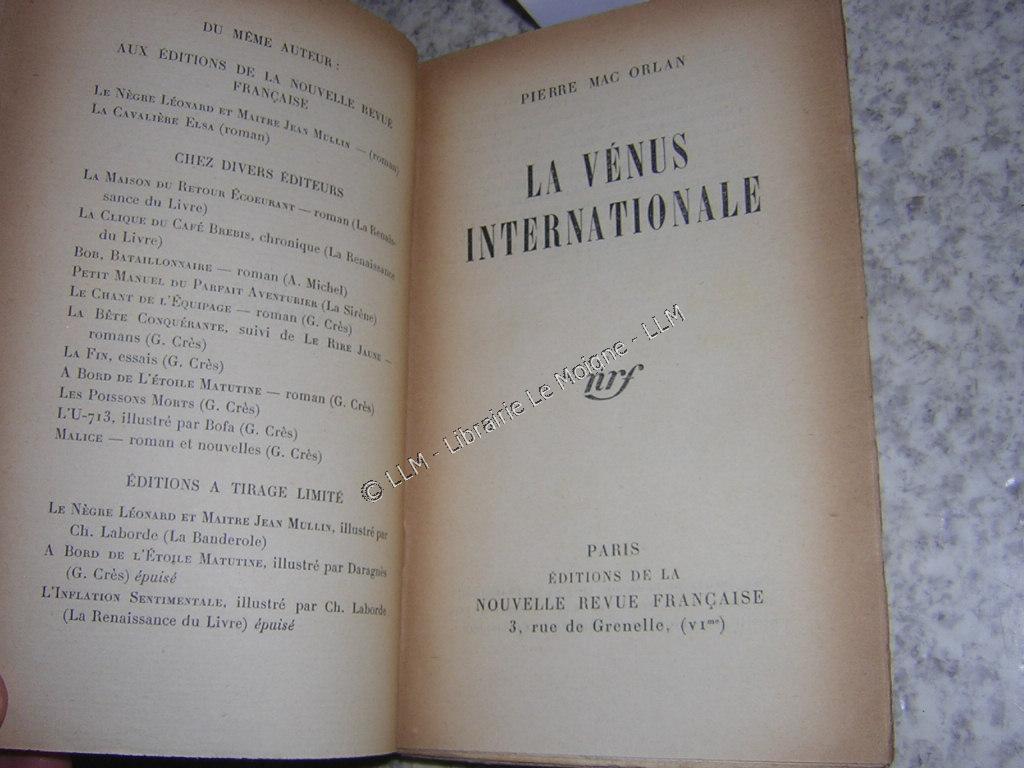 DU MÊME AUTEUR :
AUX ÉDITIONS DE LA NOUVELLE REVUE
FRANÇAISE
LE NÈGRE LÉONARD ET MAITRE JEAN MULLIN — (roman)
LA CAVALIÈRE ELSA (roman)
CHEZ DIVERS ÉDITEURS
LA MAISON DU RETOUR ÉCOEURANT — roman (La Renais-
sance du Livre)
LA CLIQUE DU CAFÉ BREBIS, chronique (La Renaissance
du Livre)
BOB, BATAILLONNAIRE — roman (A. Michel)
PETIT MANUEL DU PARFAIT AVENTURIER (La Sirène)
LE CHANT DE L'ÉQUIPAGE — roman (G. Crès)
LA BÊTE CONQUÉRANTE, suivi de LE RIRE JAUNE —
romans (G. Crès)
LA FIN, essais (G. Crès)
A BORD DE L'ÉTOILE MATUTINE — roman (G. Crès)
LES POISSONS MORTS (G. Crès)
L'U-713, illustré par Bofa (G. Crès)
MALICE — roman et nouvelles (G. Crès)
ÉDITIONS A TIRAGE LIMITÉ
LE NÈGRE LÉONARD ET MAITRE JEAN MULLIN, illustré par
Ch. Laborde (La Banderole)
A BORD DE L'ÉTOILE MATUTINE, illustré par Daragnès
(G. Crès) épuisé
L'INFLATION SENTIMENTALE, illustré par Ch. Laborde
(La Renaissance du Livre) épuisé
PIERRE MAC ORLAN
LA VÉNUS
INTERNATIONALE
nrf
PARIS
ÉDITIONS DE LA
NOUVELLE REVUE FRANÇAISE
3, rue de Grenelle, (VIme)
© LLM - Librairie Le Moigne - LLM